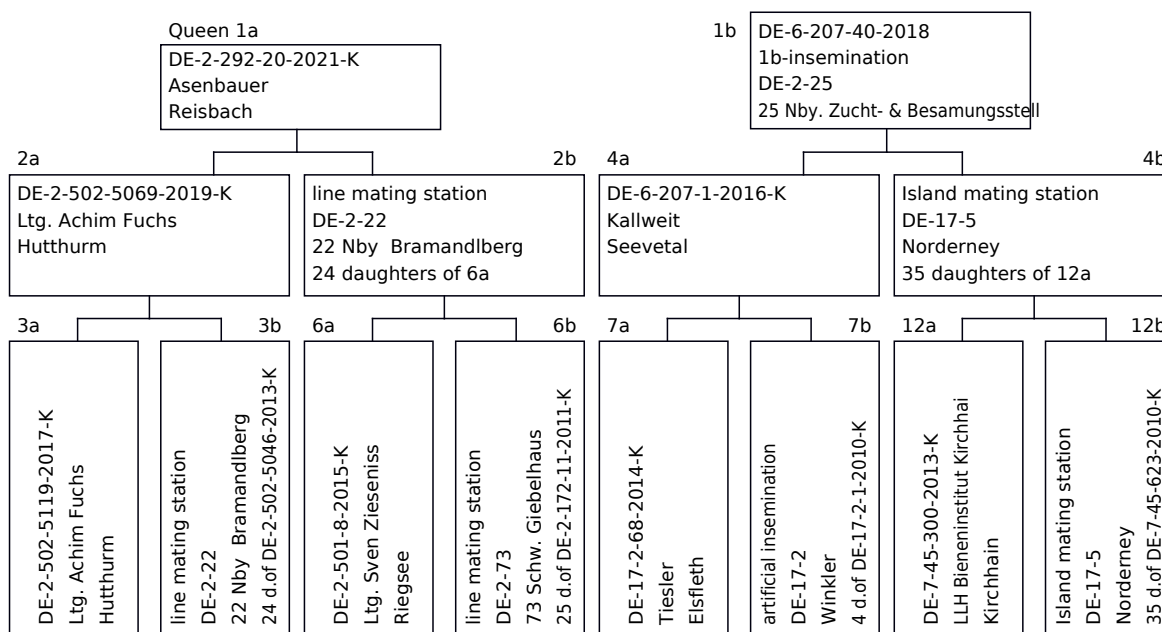 Queen 1a
DE-2-292-20-2021-K
Asenbauer
Reisbach
1b
DE-6-207-40-2018
1b-insemination
DE-2-25
25 Nby. Zucht- & Besamungsstell
2a
DE-2-502-5069-2019-K
Ltg. Achim Fuchs
Hutthurm
2b
line mating station
DE-2-22
22 Nby  Bramandlberg
24 daughters of 6a
4a
DE-6-207-1-2016-K
Kallweit
Seevetal
4b
Island mating station
DE-17-5
Norderney
35 daughters of 12a
3a
DE-2-502-5119-2017-K
Ltg. Achim Fuchs
Hutthurm
3b
line mating station
DE-2-22
22 Nby  Bramandlberg
24 d.of DE-2-502-5046-2013-K
6a
DE-2-501-8-2015-K
Ltg. Sven Zieseniss
Riegsee
6b
line mating station
DE-2-73
73 Schw. Giebelhaus
25 d.of DE-2-172-11-2011-K
7a
DE-17-2-68-2014-K
Tiesler
Elsfleth
7b
artificial insemination
DE-17-2
Winkler
4 d.of DE-17-2-1-2010-K
12a
DE-7-45-300-2013-K
LLH Bieneninstitut Kirchhai
Kirchhain
12b
Island mating station
DE-17-5
Norderney
35 d.of DE-7-45-623-2010-K